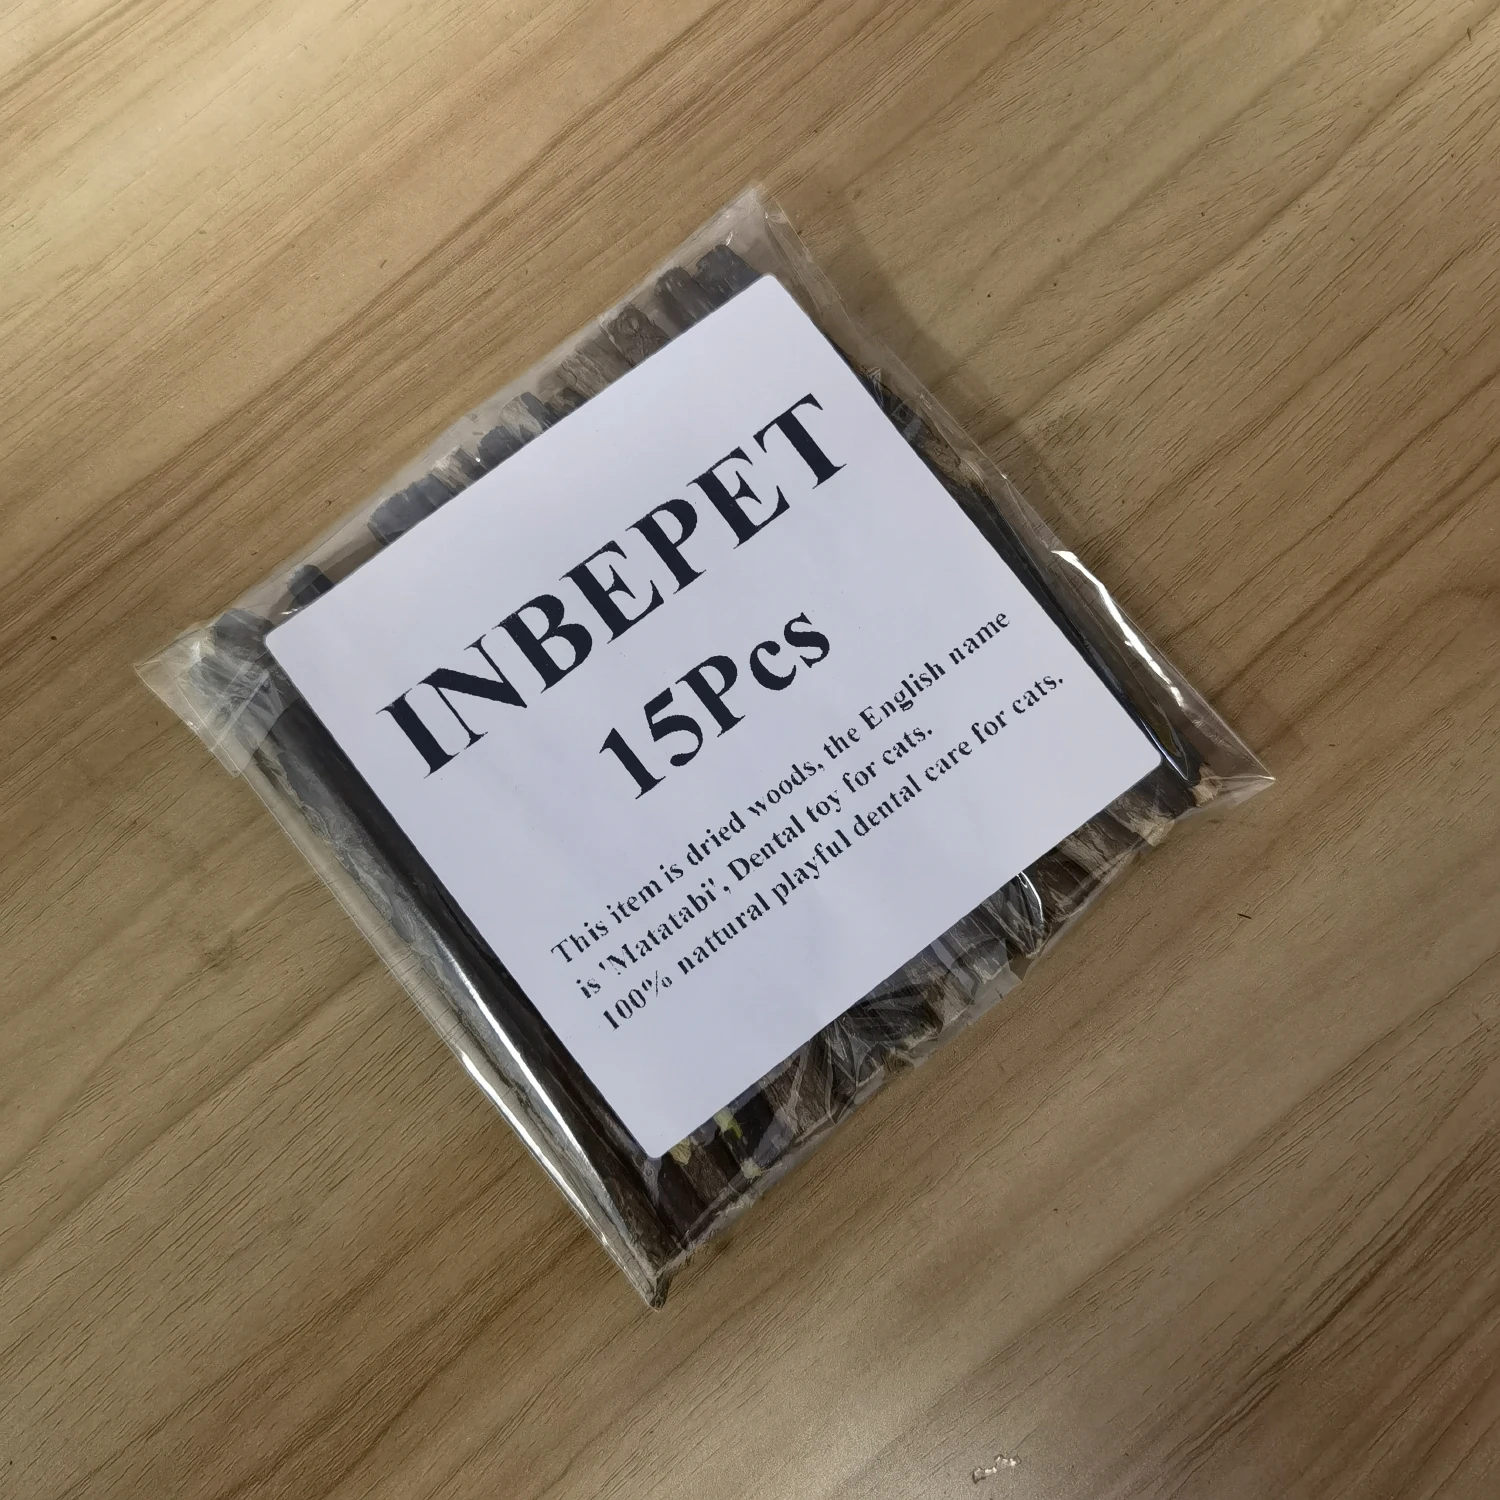 INBEPET
15Pcs
This item is dried woods, the English name
is 'Matatabi', Dental toy for cats.
100% nattural playful dental care for cats.